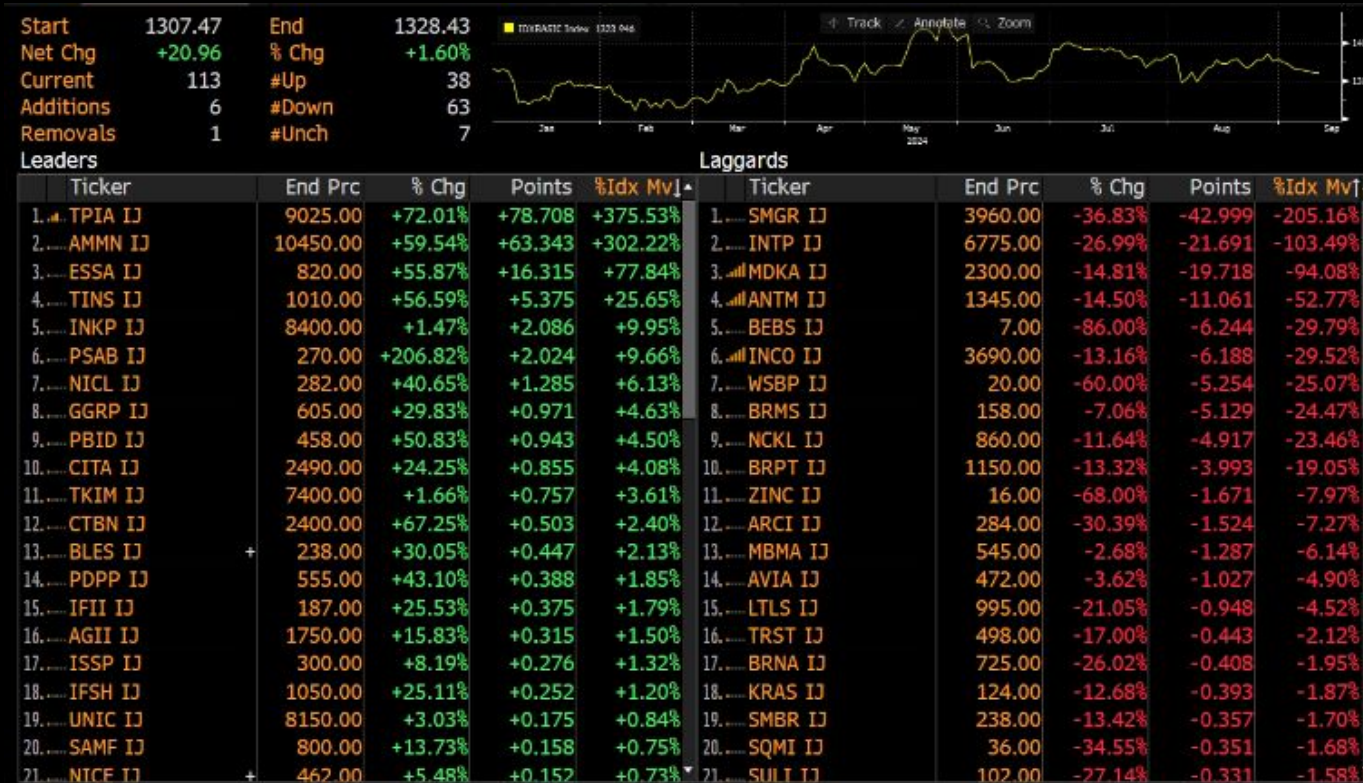 Start 1307.47 End 1328.43
Net Chg +20.96 % Chg +1.60%
Current 113 #Up 38
Additions 6 #Down 63
Removals 1 #Unch 7
IDXBASIC Index 1323.946
Track Annotate Zoom
Jan Feb Mar Apr May Jun Jul Aug Sep
2024
Leaders Laggards
Ticker End Prc % Chg Points %Idx Mv↓ Ticker End Prc % Chg Points %Idx Mv↑
1. TPIA IJ 9025.00 +72.01% +78.708 +375.53% 1. SMGR IJ 3960.00 -36.83% -42.999 -205.16%
2. AMMN IJ 10450.00 +59.54% +63.343 +302.22% 2. INTP IJ 6775.00 -26.99% -21.691 -103.49%
3. ESSA IJ 820.00 +55.87% +16.315 +77.84% 3. MDKA IJ 2300.00 -14.81% -19.718 -94.08%
4. TINS IJ 1010.00 +56.59% +5.375 +25.65% 4. ANTM IJ 1345.00 -14.50% -11.061 -52.77%
5. INKP IJ 8400.00 +1.47% +2.086 +9.95% 5. BEBS IJ 7.00 -86.00% -6.244 -29.79%
6. PSAB IJ 270.00 +206.82% +2.024 +9.66% 6. INCO IJ 3690.00 -13.16% -6.188 -29.52%
7. NICL IJ 282.00 +40.65% +1.285 +6.13% 7. WSBP IJ 20.00 -60.00% -5.254 -25.07%
8. GGRP IJ 605.00 +29.83% +0.971 +4.63% 8. BRMS IJ 158.00 -7.06% -5.129 -24.47%
9. PBID IJ 458.00 +50.83% +0.943 +4.50% 9. NCKL IJ 860.00 -11.64% -4.917 -23.46%
10. CITA IJ 2490.00 +24.25% +0.855 +4.08% 10. BRPT IJ 1150.00 -13.32% -3.993 -19.05%
11. TKIM IJ 7400.00 +1.66% +0.757 +3.61% 11. ZINC IJ 16.00 -68.00% -1.671 -7.97%
12. CTBN IJ 2400.00 +67.25% +0.503 +2.40% 12. ARCI IJ 284.00 -30.39% -1.524 -7.27%
13. BLES IJ + 238.00 +30.05% +0.447 +2.13% 13. MBMA IJ 545.00 -2.68% -1.287 -6.14%
14. PDPP IJ 555.00 +43.10% +0.388 +1.85% 14. AVIA IJ 472.00 -3.62% -1.027 -4.90%
15. IFII IJ 187.00 +25.53% +0.375 +1.79% 15. LTLS IJ 995.00 -21.05% -0.948 -4.52%
16. AGII IJ 1750.00 +15.83% +0.315 +1.50% 16. TRST IJ 498.00 -17.00% -0.443 -2.12%
17. ISSP IJ 300.00 +8.19% +0.276 +1.32% 17. BRNA IJ 725.00 -26.02% -0.408 -1.95%
18. IFSH IJ 1050.00 +25.11% +0.252 +1.20% 18. KRAS IJ 124.00 -12.68% -0.393 -1.87%
19. UNIC IJ 8150.00 +3.03% +0.175 +0.84% 19. SMBR IJ 238.00 -13.42% -0.357 -1.70%
20. SAMF IJ 800.00 +13.73% +0.158 +0.75% 20. SQMI IJ 36.00 -34.55% -0.351 -1.68%
21. NICE IJ + 462.00 +5.48% +0.152 +0.73% 21. SULI IJ 102.00 -27.14% -0.331 -1.58%